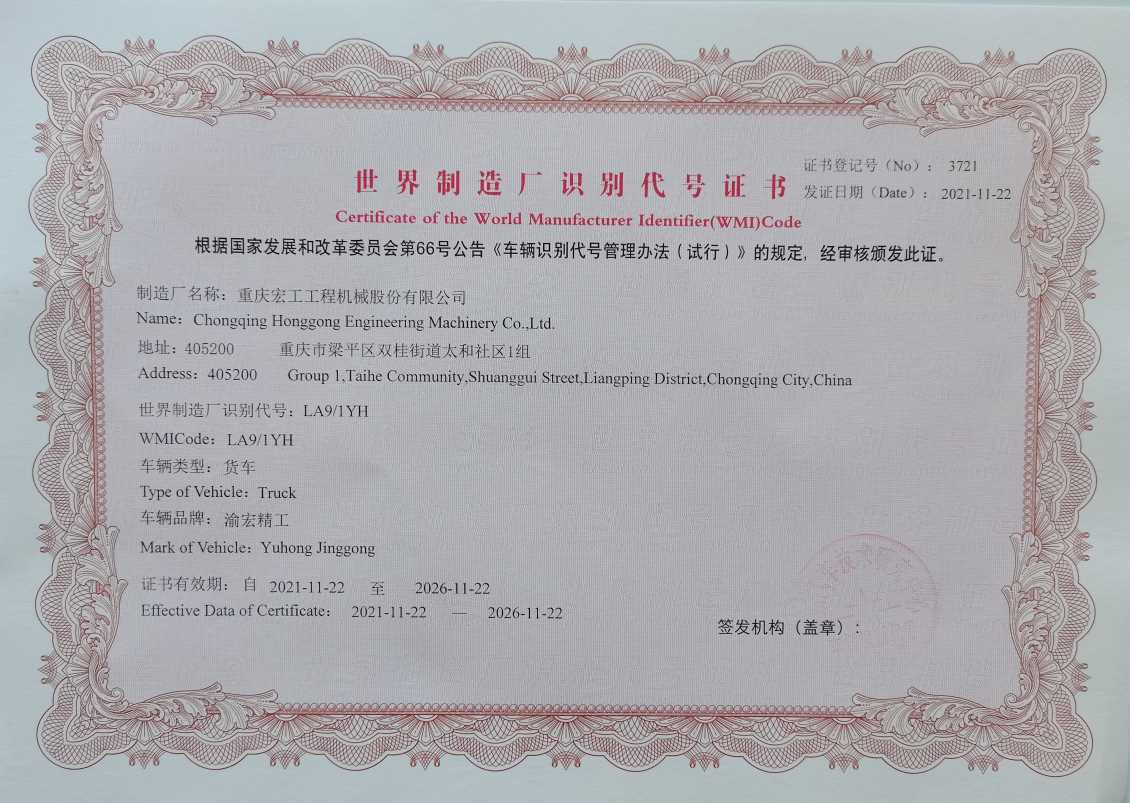 证书登记号（No）： 3721
世界制造厂识别代号证书
发证日期（Date）： 2021-11-22
Certificate of the World Manufacturer Identifier(WMI)Code
根据国家发展和改革委员会第66号公告《车辆识别代号管理办法（试行）》的规定，经审核颁发此证。
制造厂名称：重庆宏工工程机械股份有限公司
Name：Chongqing Honggong Engineering Machinery Co.,Ltd.
地址：405200 重庆市梁平区双桂街道太和社区1组
Address：405200 Group 1,Taihe Community,Shuanggui Street,Liangping District,Chongqing City,China
世界制造厂识别代号：LA9/1YH
WMICode：LA9/1YH
车辆类型：货车
Type of Vehicle：Truck
车辆品牌：渝宏精工
Mark of Vehicle：Yuhong Jinggong
证书有效期：自 2021-11-22 至 2026-11-22
Effective Data of Certificate： 2021-11-22 — 2026-11-22
签发机构（盖章）：